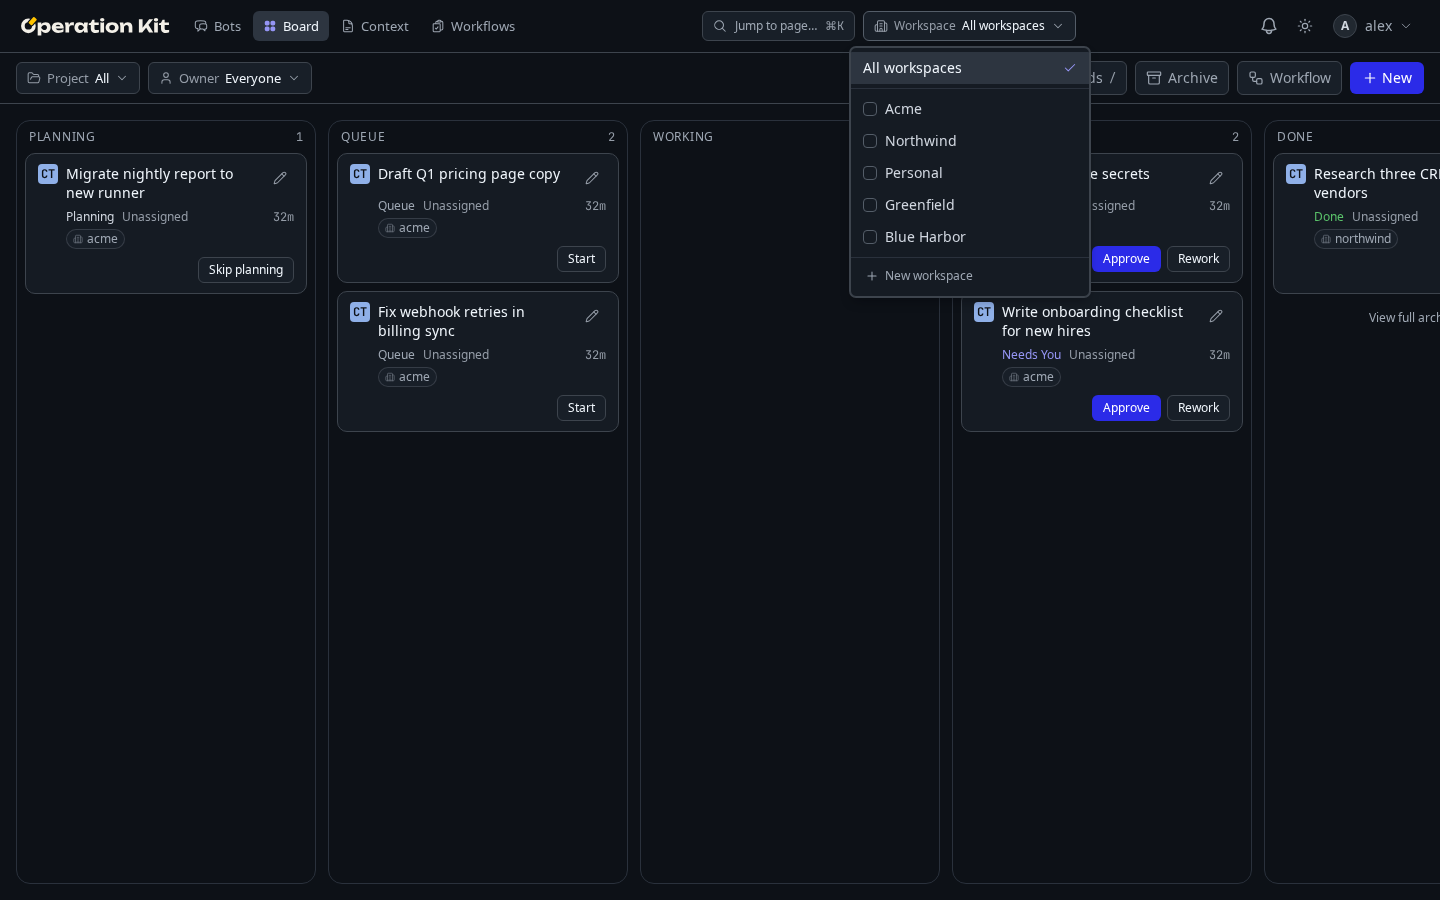 Operation Kit
Bots
Board
Context
Workflows
Jump to page... ⌘K
Workspace All workspaces
A alex
Project All
Owner Everyone
ds /
Archive
Workflow
+ New
All workspaces
Acme
Northwind
Personal
Greenfield
Blue Harbor
+ New workspace
PLANNING 1
CT Migrate nightly report to
new runner
Planning Unassigned 32m
acme
Skip planning
QUEUE 2
CT Draft Q1 pricing page copy
Queue Unassigned 32m
acme
Start
CT Fix webhook retries in
billing sync
Queue Unassigned 32m
acme
Start
WORKING
2
e secrets
ssigned 32m
Approve Rework
CT Write onboarding checklist
for new hires
Needs You Unassigned 32m
acme
Approve Rework
DONE
CT Research three CR
vendors
Done Unassigned
northwind
View full arch